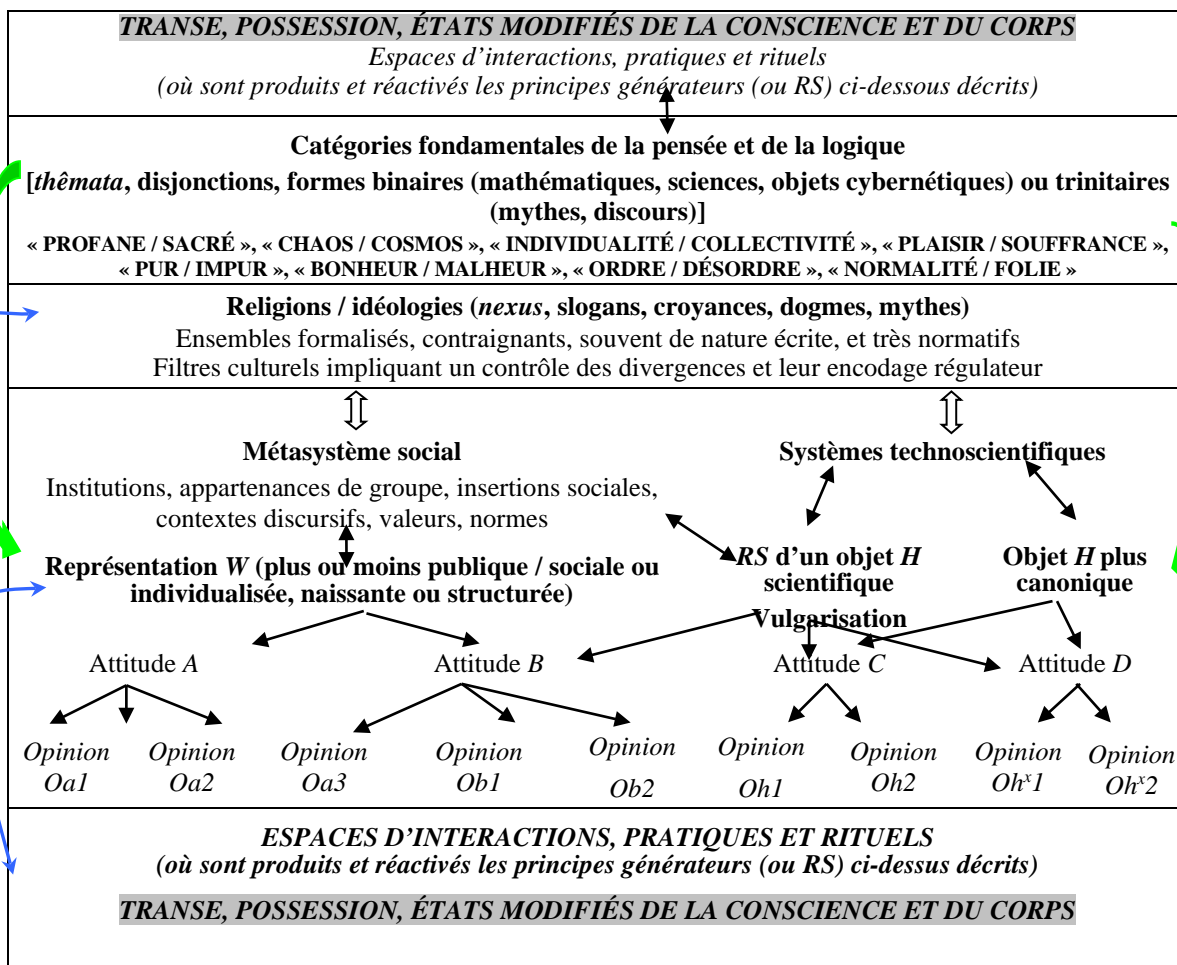 TRANSE, POSSESSION, ÉTATS MODIFIÉS DE LA CONSCIENCE ET DU CORPS
Espaces d'interactions, pratiques et rituels
(où sont produits et réactivés les principes générateurs (ou RS) ci-dessous décrits)
Catégories fondamentales de la pensée et de la logique
[thêmata, disjonctions, formes binaires (mathématiques, sciences, objets cybernétiques) ou trinitaires
(mythes, discours)]
« PROFANE / SACRÉ », « CHAOS / COSMOS », « INDIVIDUALITÉ / COLLECTIVITÉ », « PLAISIR / SOUFFRANCE »,
« PUR / IMPUR », « BONHEUR / MALHEUR », « ORDRE / DÉSORDRE », « NORMALITÉ / FOLIE »
Religions / idéologies (nexus, slogans, croyances, dogmes, mythes)
Ensembles formalisés, contraignants, souvent de nature écrite, et très normatifs
Filtres culturels impliquant un contrôle des divergences et leur encodage régulateur
Métasystème social
Institutions, appartenances de groupe, insertions sociales,
contextes discursifs, valeurs, normes
Systèmes technoscientifiques
Représentation W (plus ou moins publique / sociale ou
individualisée, naissante ou structurée)
RS d'un objet H
scientifique
Vulgarisation
Objet H plus
canonique
Attitude A
Attitude B
Attitude C
Attitude D
Opinion
Oa1
Opinion
Oa2
Opinion
Oa3
Opinion
Ob1
Opinion
Ob2
Opinion
Oh1
Opinion
Oh2
Opinion
Ohˣ1
Opinion
Ohˣ2
ESPACES D'INTERACTIONS, PRATIQUES ET RITUELS
(où sont produits et réactivés les principes générateurs (ou RS) ci-dessus décrits)
TRANSE, POSSESSION, ÉTATS MODIFIÉS DE LA CONSCIENCE ET DU CORPS